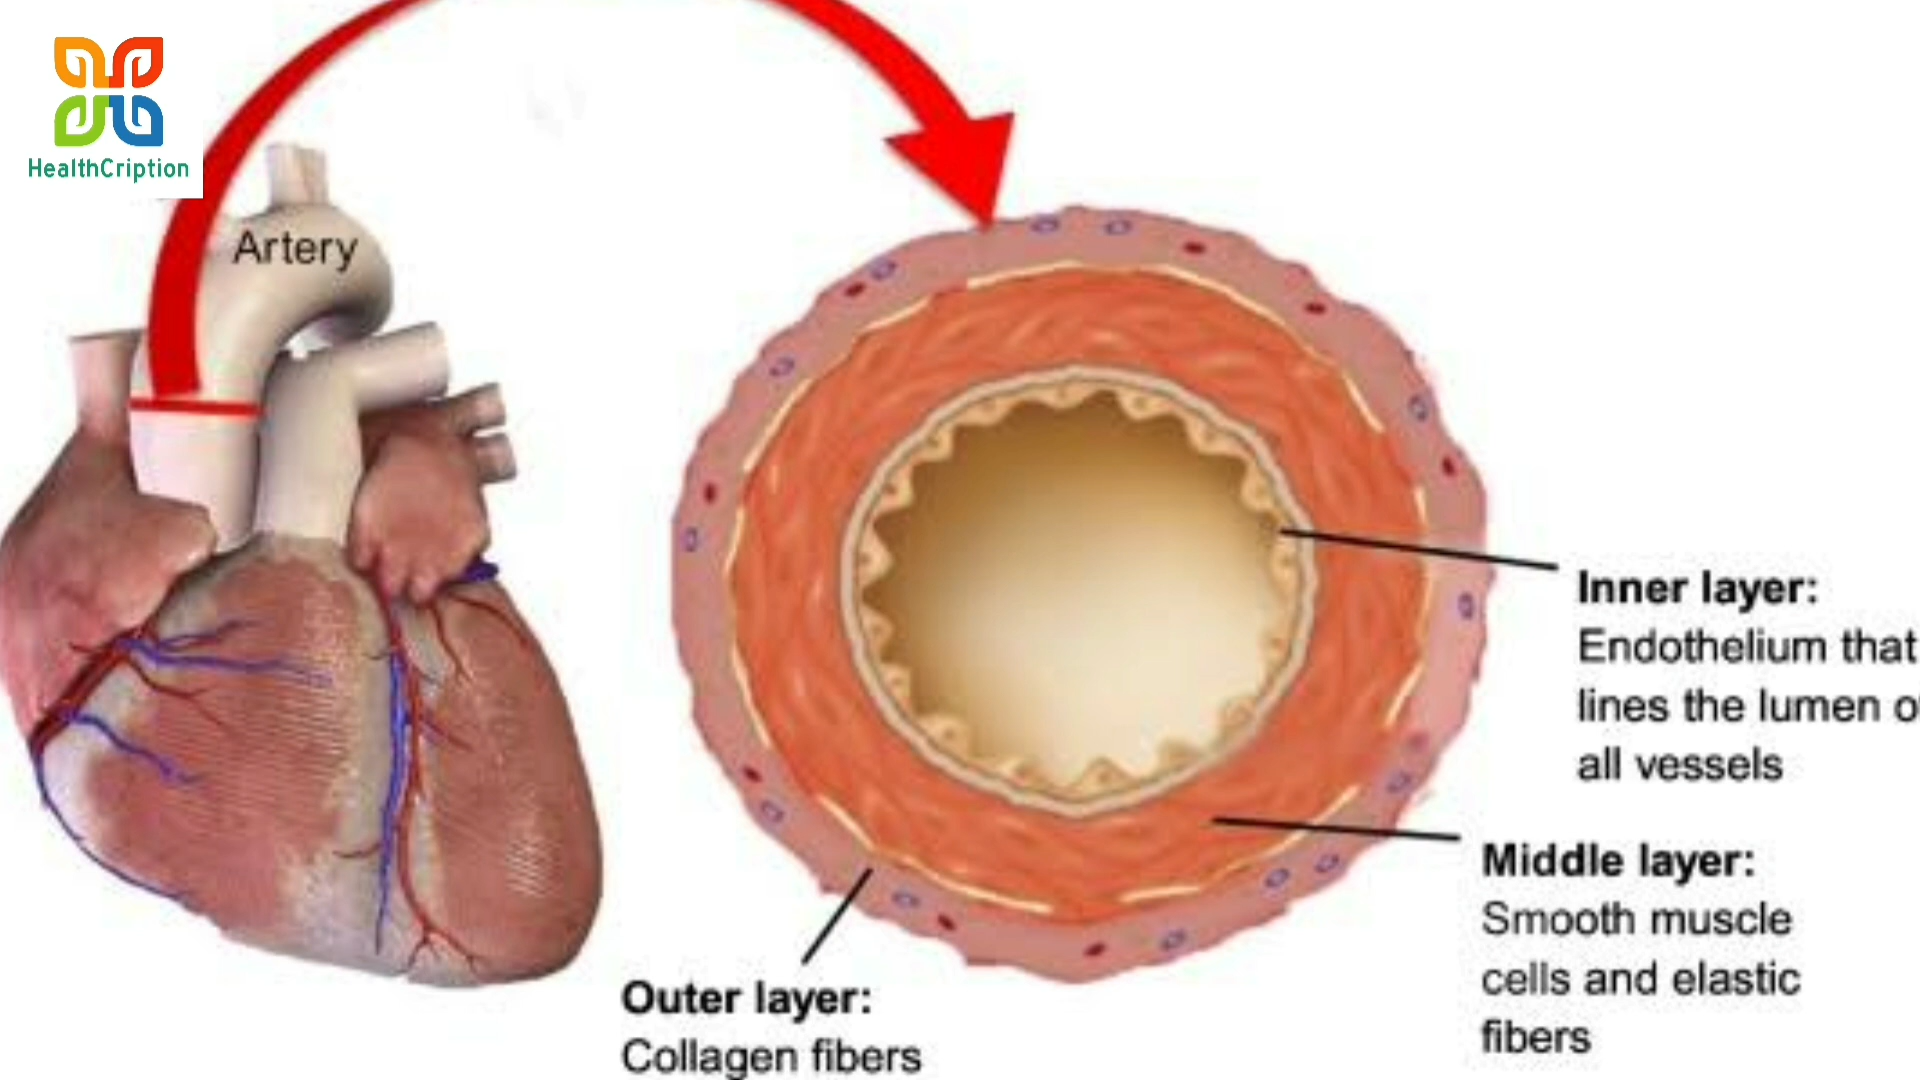 HealthCription
Artery
Inner layer:
Endothelium that
lines the lumen o
all vessels
Middle layer:
Smooth muscle
cells and elastic
fibers
Outer layer:
Collagen fibers